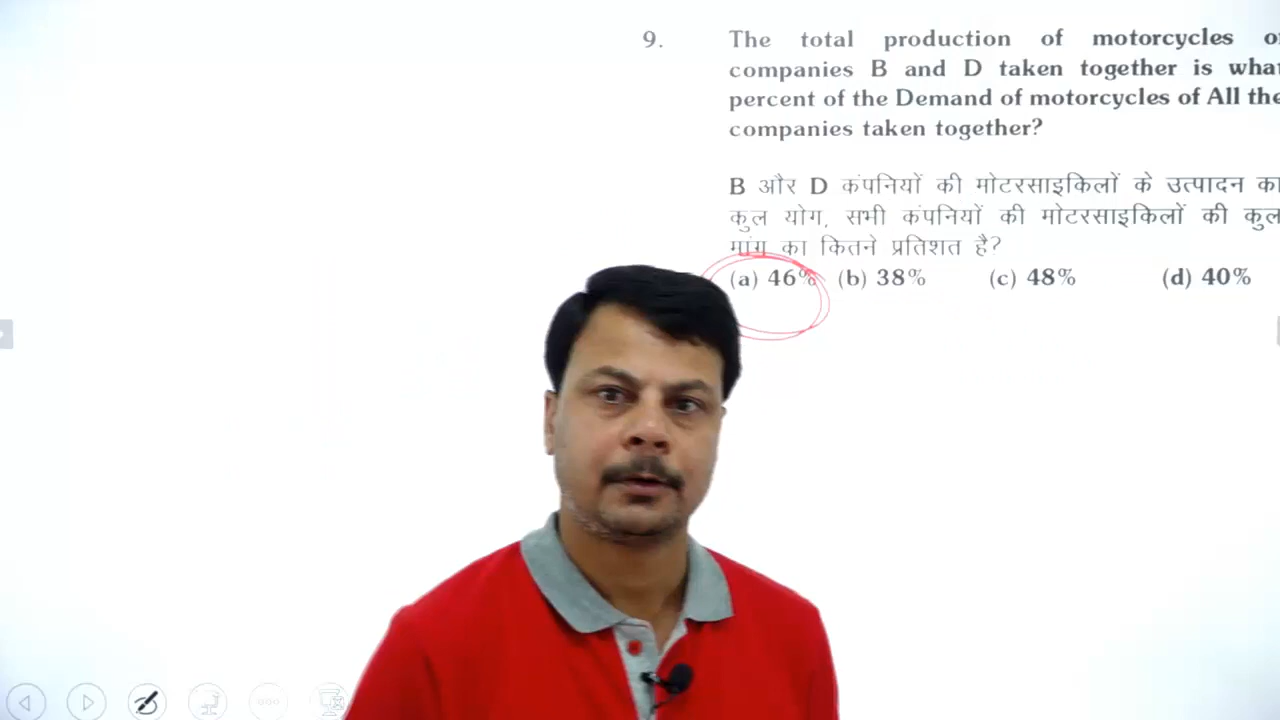 9. The total production of motorcycles of
companies B and D taken together is what
percent of the Demand of motorcycles of All the
companies taken together?
B और D कंपनियों की मोटरसाइकिलों के उत्पादन का
कुल योग, सभी कंपनियों की मोटरसाइकिलों की कुल
मांग का कितने प्रतिशत है?
(a) 46% (b) 38% (c) 48% (d) 40%